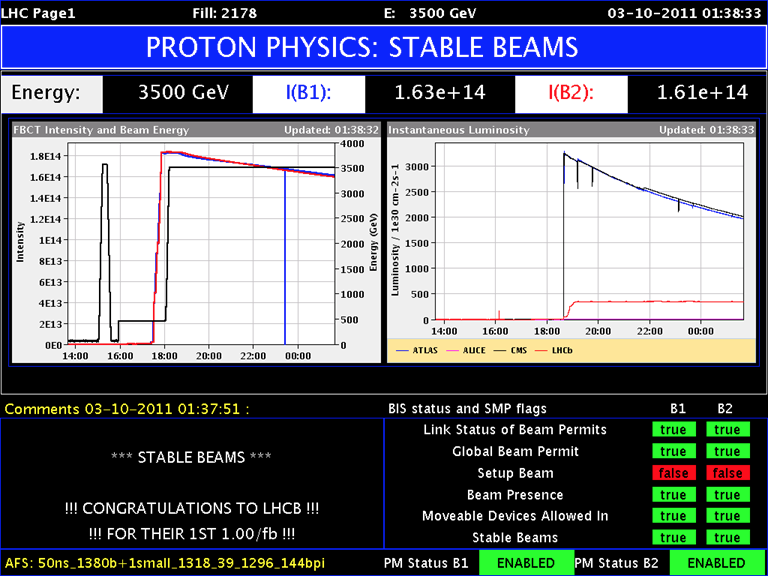 LHC Page1 Fill: 2178 E: 3500 GeV 03-10-2011 01:38:33
PROTON PHYSICS: STABLE BEAMS
Energy: 3500 GeV I(B1): 1.63e+14 I(B2): 1.61e+14
FBCT Intensity and Beam Energy Updated: 01:38:32
1.8E14
1.6E14
1.4E14
1.2E14
1E14
8E13
6E13
4E13
2E13
0E0
Intensity
4000
3500
3000
2500
2000
1500
1000
500
0
Energy (GeV)
14:00 16:00 18:00 20:00 22:00 00:00
Instantaneous Luminosity Updated: 01:38:33
3000
2500
2000
1500
1000
500
0
Luminosity / 1e30 cm-2s-1
14:00 16:00 18:00 20:00 22:00 00:00
ATLAS ALICE CMS LHCb
Comments 03-10-2011 01:37:51 :
*** STABLE BEAMS ***
!!! CONGRATULATIONS TO LHCB !!!
!!! FOR THEIR 1ST 1.00/fb !!!
BIS status and SMP flags B1 B2
Link Status of Beam Permits true true
Global Beam Permit true true
Setup Beam false false
Beam Presence true true
Moveable Devices Allowed In true true
Stable Beams true true
AFS: 50ns_1380b+1small_1318_39_1296_144bpi PM Status B1 ENABLED PM Status B2 ENABLED